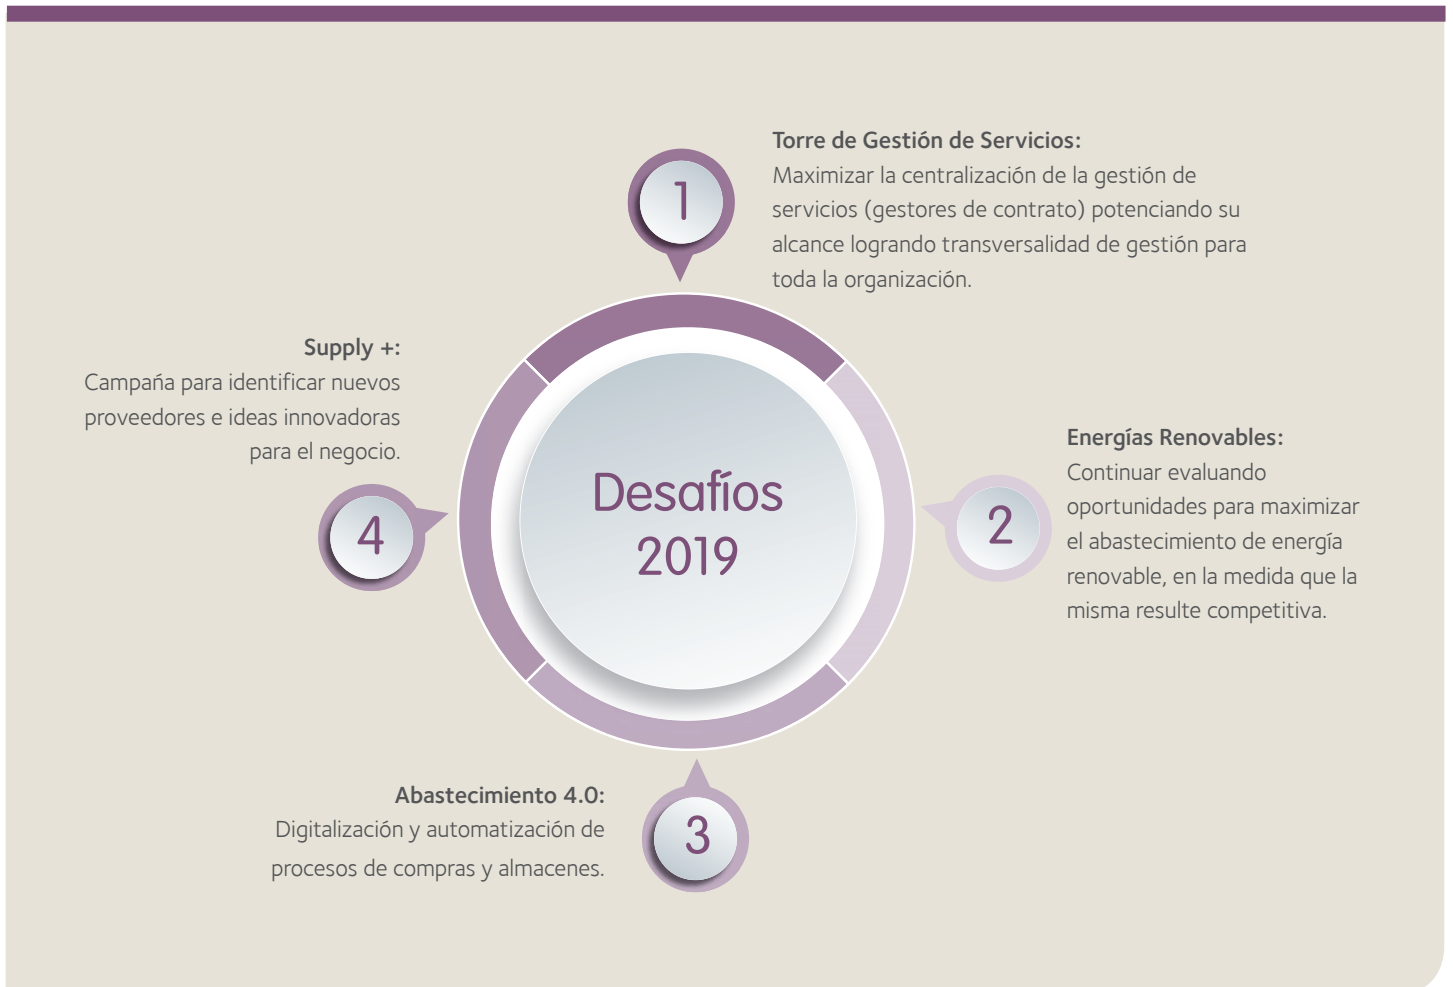 Desafíos
2019
1
Torre de Gestión de Servicios:
Maximizar la centralización de la gestión de
servicios (gestores de contrato) potenciando su
alcance logrando transversalidad de gestión para
toda la organización.
2
Energías Renovables:
Continuar evaluando
oportunidades para maximizar
el abastecimiento de energía
renovable, en la medida que la
misma resulte competitiva.
3
Abastecimiento 4.0:
Digitalización y automatización de
procesos de compras y almacenes.
4
Supply +:
Campaña para identificar nuevos
proveedores e ideas innovadoras
para el negocio.